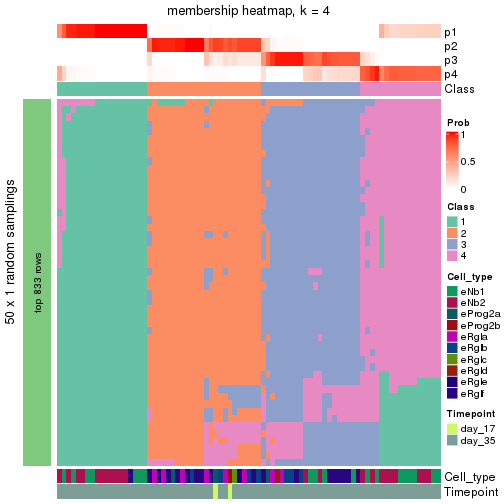 membership heatmap, k = 4
p1
p2
p3
p4
Class
50 x 1 random samplings
top 833 rows
Prob
1
0.5
0
Class
1
2
3
4
Cell_type
eNb1
eNb2
eProg2a
eProg2b
eRgla
eRglb
eRglc
eRgld
eRgle
eRglf
Timepoint
day_17
day_35
Cell_type
Timepoint